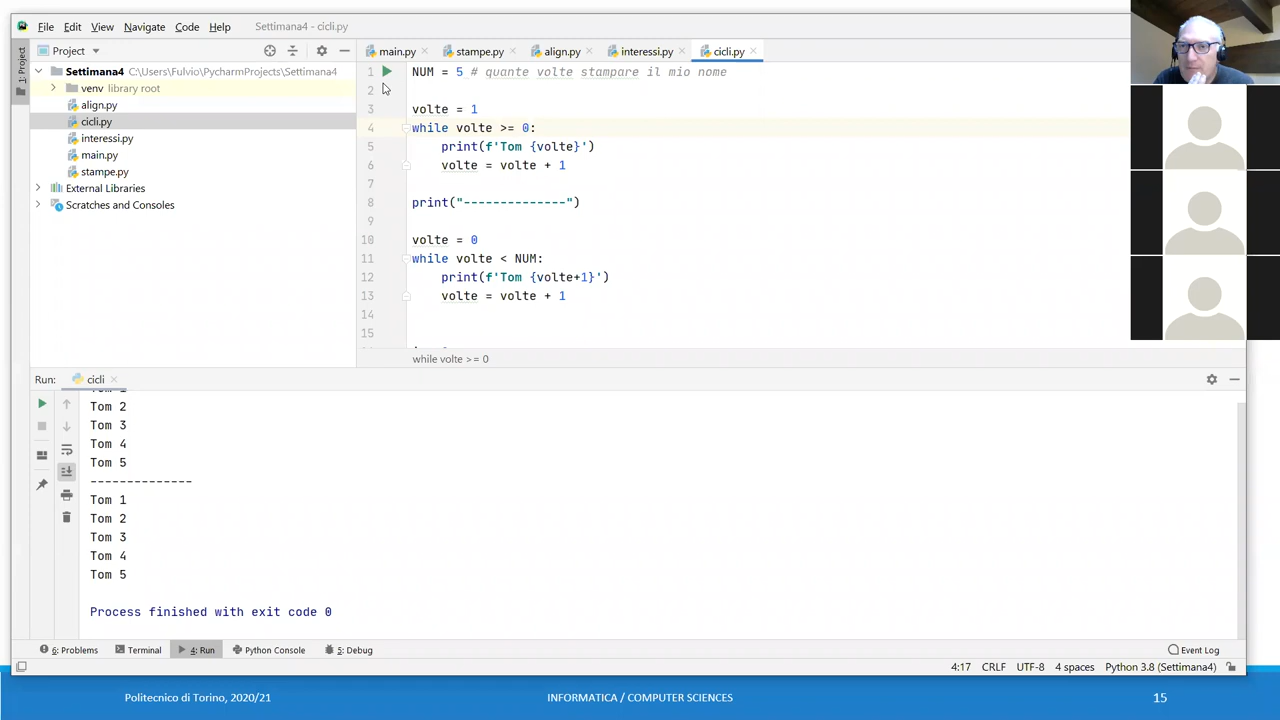 File Edit View Navigate Code Help Settimana4 - cicli.py
1: Project
Project
main.py stampe.py align.py interessi.py cicli.py
Settimana4 C:\Users\Fulvio\PycharmProjects\Settimana4
venv library root
align.py
cicli.py
interessi.py
main.py
stampe.py
External Libraries
Scratches and Consoles
1 NUM = 5 # quante volte stampare il mio nome
2
3 volte = 1
4 while volte >= 0:
5 print(f'Tom {volte}')
6 volte = volte + 1
7
8 print("--------------")
9
10 volte = 0
11 while volte < NUM:
12 print(f'Tom {volte+1}')
13 volte = volte + 1
14
15
while volte >= 0
Run: cicli
Tom 2
Tom 3
Tom 4
Tom 5
--------------
Tom 1
Tom 2
Tom 3
Tom 4
Tom 5
Process finished with exit code 0
6: Problems Terminal 4: Run Python Console 5: Debug Event Log
4:17 CRLF UTF-8 4 spaces Python 3.8 (Settimana4)
Politecnico di Torino, 2020/21 INFORMATICA / COMPUTER SCIENCES 15